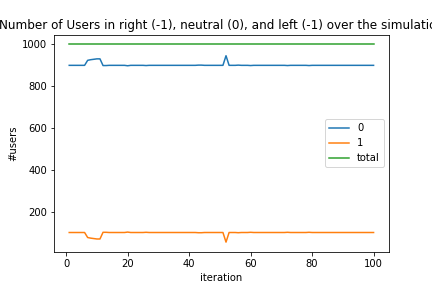 Number of Users in right (-1), neutral (0), and left (-1) over the simulatio
1000
800
600
400
200
#users
0
1
total
0 20 40 60 80 100
iteration